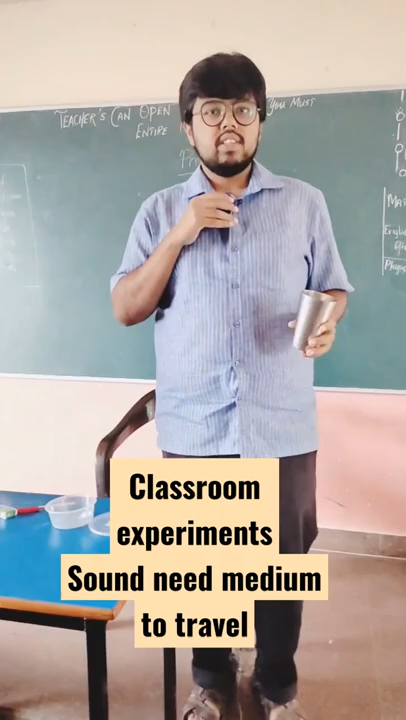 TEACHER'S CAN OPEN YOU MUST
ENTIRE
Classroom
experiments
Sound need medium
to travel